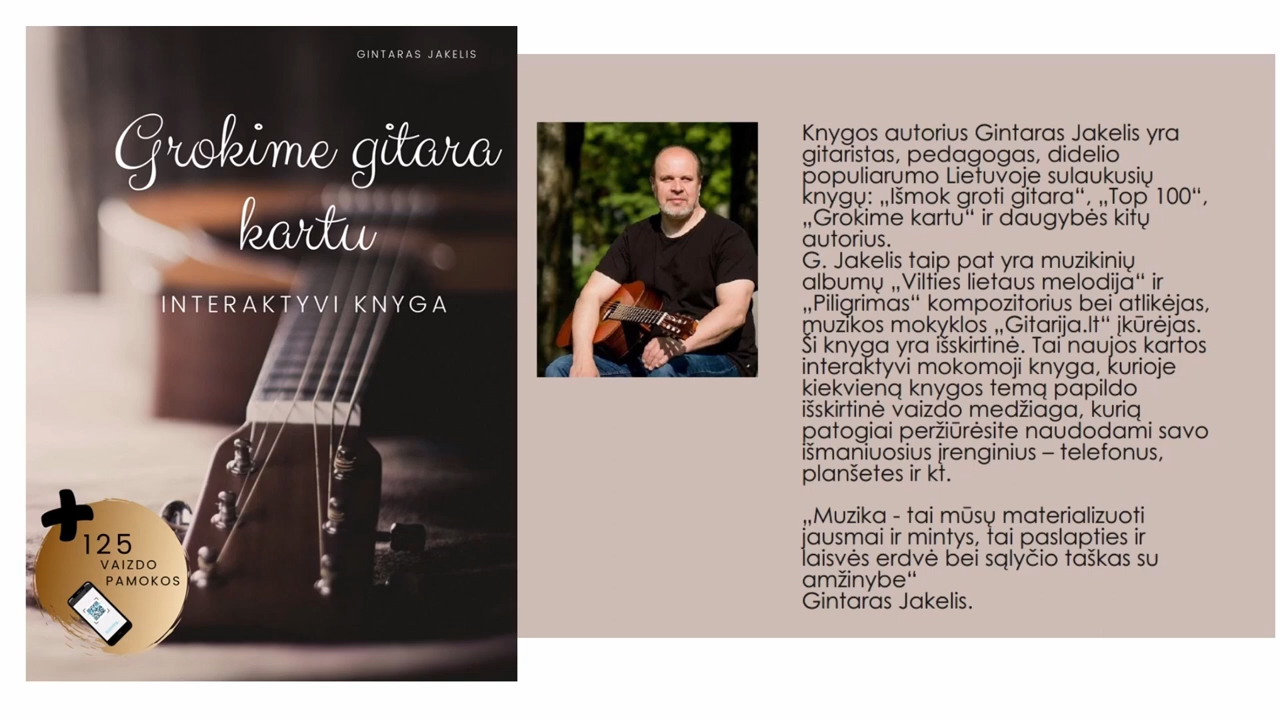 GINTARAS JAKELIS
Grokime gitara
kartu
INTERAKTYVI KNYGA
125
VAIZDO
PAMOKOS
Knygos autorius Gintaras Jakelis yra
gitaristas, pedagogas, didelio
populiarumo Lietuvoje sulaukusių
knygų: „Išmok groti gitara“, „Top 100“,
„Grokime kartu“ ir daugybės kitų
autorius.
G. Jakelis taip pat yra muzikinių
albumų „Vilties lietaus melodija“ ir
„Piligrimas“ kompozitorius bei atlikėjas,
muzikos mokyklos „Gitarija.lt“ įkūrėjas.
Ši knyga yra išskirtinė. Tai naujos kartos
interaktyvi mokomoji knyga, kurioje
kiekvieną knygos temą papildo
išskirtinė vaizdo medžiaga, kurią
patogiai peržiūrėsite naudodami savo
išmaniuosius įrenginius – telefonus,
planšetes ir kt.
„Muzika - tai mūsų materializuoti
jausmai ir mintys, tai paslapties ir
laisvės erdvė bei sąlyčio taškas su
amžinybe“
Gintaras Jakelis.